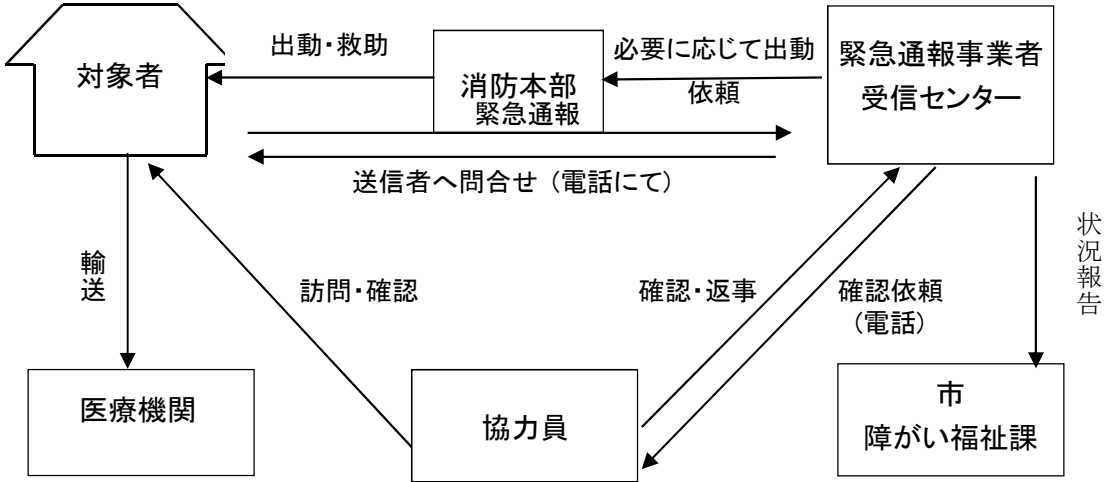 対象者
出動・救助
消防本部
緊急通報
必要に応じて出動
依頼
緊急通報事業者
受信センター
送信者へ問合せ（電話にて）
輸送
訪問・確認
確認・返事
確認依頼
（電話）
状況報告
医療機関
協力員
市
障がい福祉課